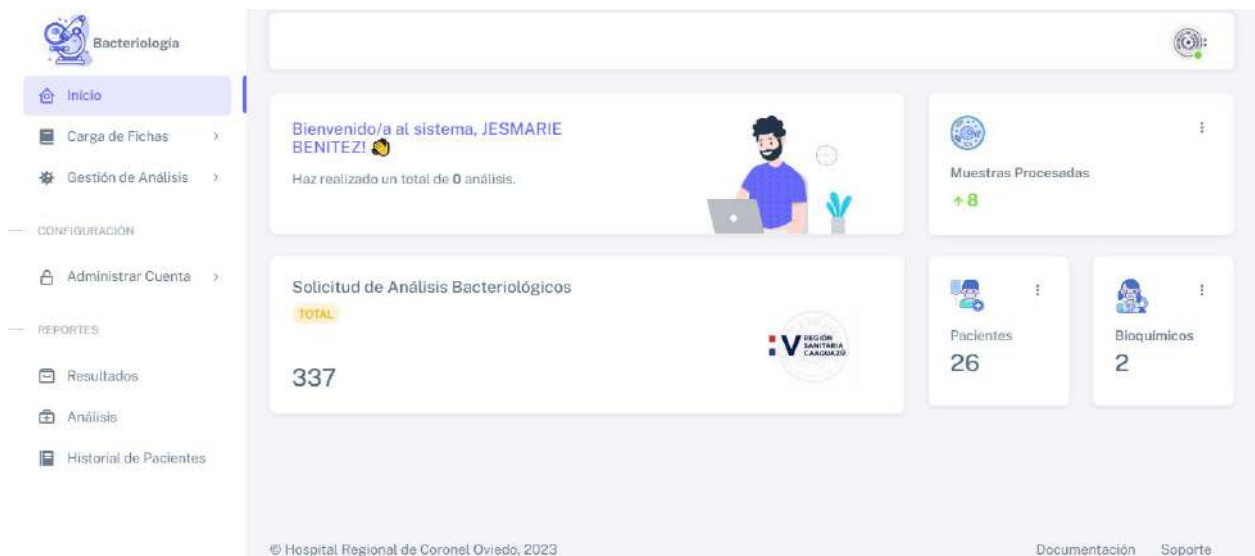 Bacteriología
Inicio
Carga de Fichas
Gestión de Análisis
CONFIGURACIÓN
Administrar Cuenta
REPORTES
Resultados
Análisis
Historial de Pacientes
Bienvenido/a al sistema, JESMARIE
BENITEZ! 👏
Haz realizado un total de 0 análisis.
Muestras Procesadas
↑ 8
Solicitud de Análisis Bacteriológicos
TOTAL
337
V REGIÓN
SANITARIA
CAAGUAZÚ
Pacientes
26
Bioquímicos
2
© Hospital Regional de Coronel Oviedo, 2023
Documentación Soporte